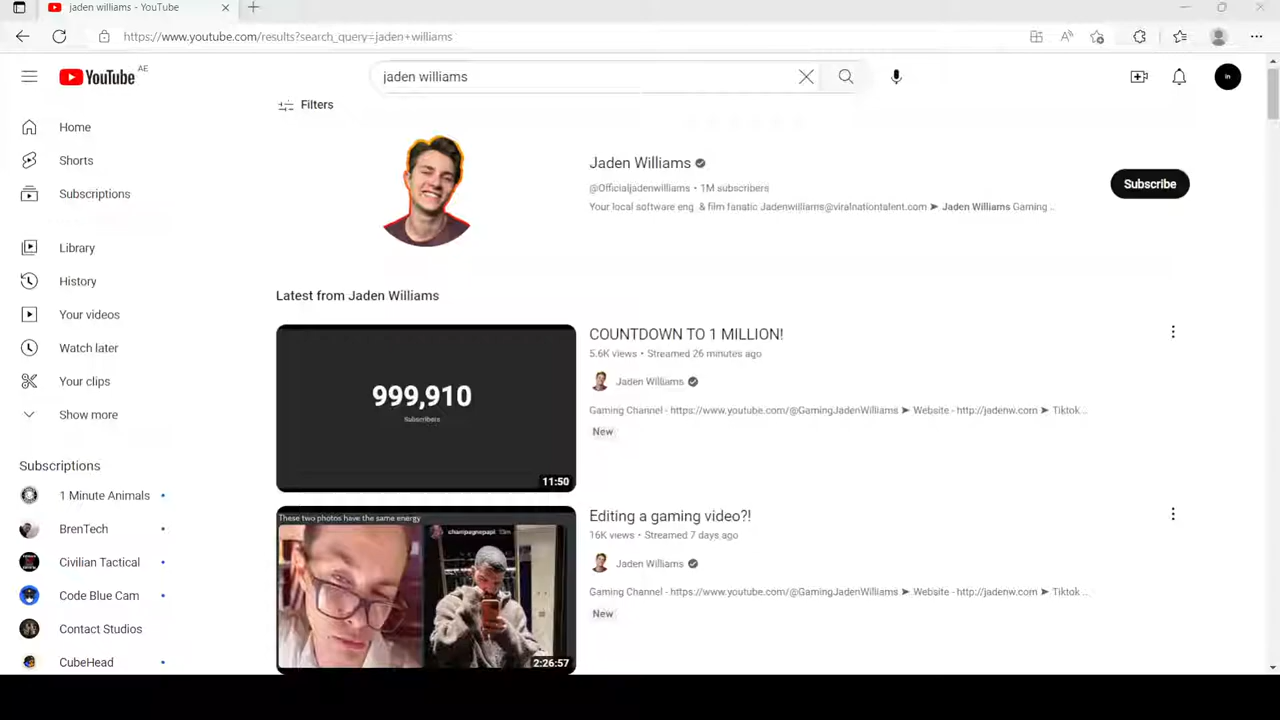 jaden williams - YouTube
https://www.youtube.com/results?search_query=jaden+williams
YouTube AE
jaden williams
in
Filters
Home
Shorts
Subscriptions
Library
History
Your videos
Watch later
Your clips
Show more
Subscriptions
1 Minute Animals
BrenTech
Civilian Tactical
Code Blue Cam
Contact Studios
CubeHead
Jaden Williams
@Officialjadenwilliams • 1M subscribers
Your local software eng. & film fanatic Jadenwilliams@viralnationtalent.com ➤ Jaden Williams Gaming ...
Subscribe
Latest from Jaden Williams
999,910
Subscribers
11:50
COUNTDOWN TO 1 MILLION!
5.6K views • Streamed 26 minutes ago
Jaden Williams
Gaming Channel - https://www.youtube.com/@GamingJadenWilliams ➤ Website - http://jadenw.com ➤ Tiktok ...
New
These two photos have the same energy
champagnepapi 13m
2:26:57
Editing a gaming video?!
16K views • Streamed 7 days ago
Jaden Williams
Gaming Channel - https://www.youtube.com/@GamingJadenWilliams ➤ Website - http://jadenw.com ➤ Tiktok ...
New